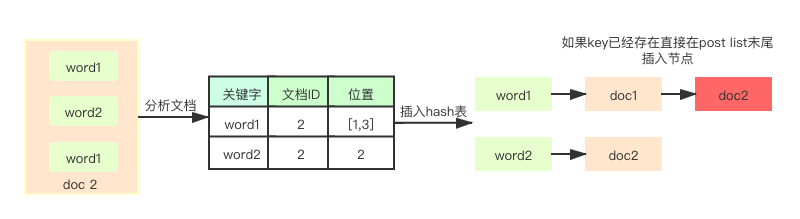 word1
word2
word1
doc 2
分析文档
关键字 文档ID 位置
word1 2 [1,3]
word2 2 2
插入hash表
如果key已经存在直接在post list末尾
插入节点
word1 doc1 doc2
word2 doc2